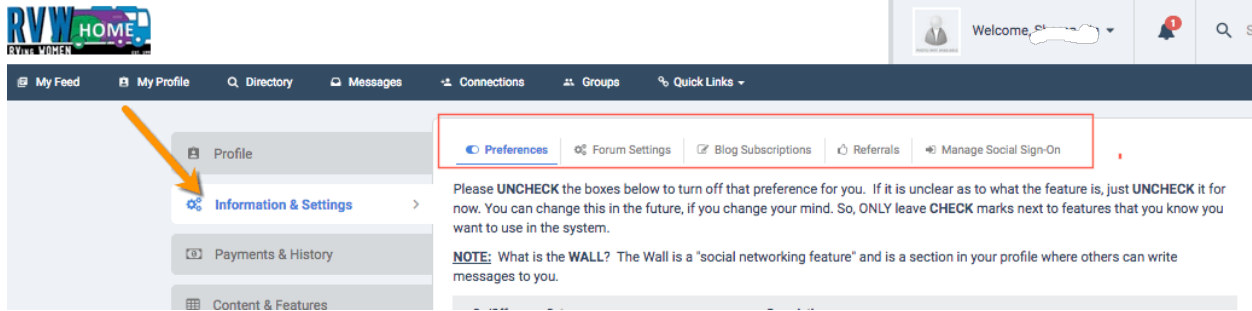 RVW HOME
RVING WOMEN
Welcome,
1
My Feed My Profile Directory Messages Connections Groups Quick Links
Profile
Information & Settings
Payments & History
Content & Features
Preferences Forum Settings Blog Subscriptions Referrals Manage Social Sign-On
Please UNCHECK the boxes below to turn off that preference for you. If it is unclear as to what the feature is, just UNCHECK it for
now. You can change this in the future, if you change your mind. So, ONLY leave CHECK marks next to features that you know you
want to use in the system.
NOTE: What is the WALL? The Wall is a "social networking feature" and is a section in your profile where others can write
messages to you.